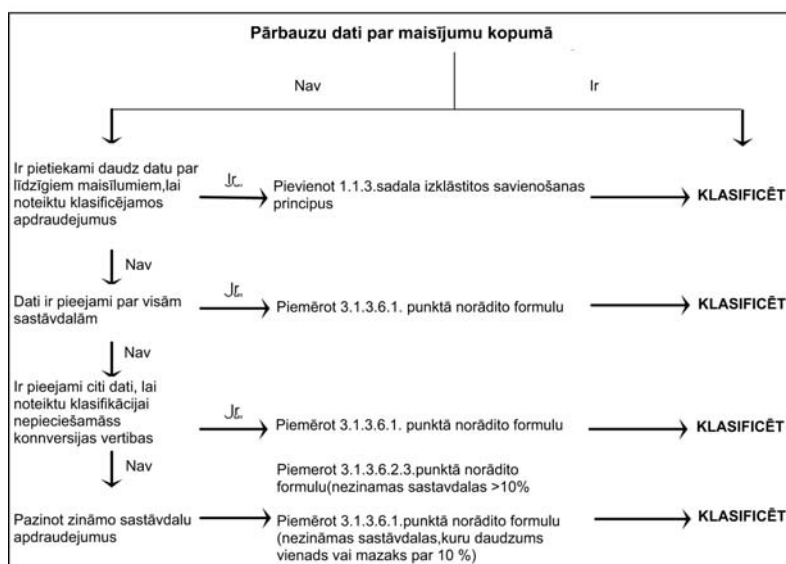 Pārbauzu dati par maisījumu kopumā
Nav
Ir
Ir pietiekami daudz datu par
līdzīgiem maisīlumiem,lai
noteiktu klasificējamos
apdraudejumus
Ir
Pievienot 1.1.3.sadala izklāstitos savienošanas
principus
KLASIFICĒT
Nav
Dati ir pieejami par visām
sastāvdalām
Ir
Piemērot 3.1.3.6.1. punktā norādito formulu
KLASIFICĒT
Nav
Ir pieejami citi dati, lai
noteiktu klasifikācijai
nepieciešamāss
konnversijas vertibas
Ir
Piemērot 3.1.3.6.1. punktā norādito formulu
KLASIFICĒT
Nav
Piemerot 3.1.3.6.2.3.punktā norādito
formulu(nezinamas sastavdalas >10%
Pazinot zināmo sastāvdalu
apdraudejumus
Piemērot 3.1.3.6.1.punktā norādito formulu
(nezināmas sastāvdalas,kuru daudzums
vienads vai mazaks par 10 %)
KLASIFICĒT